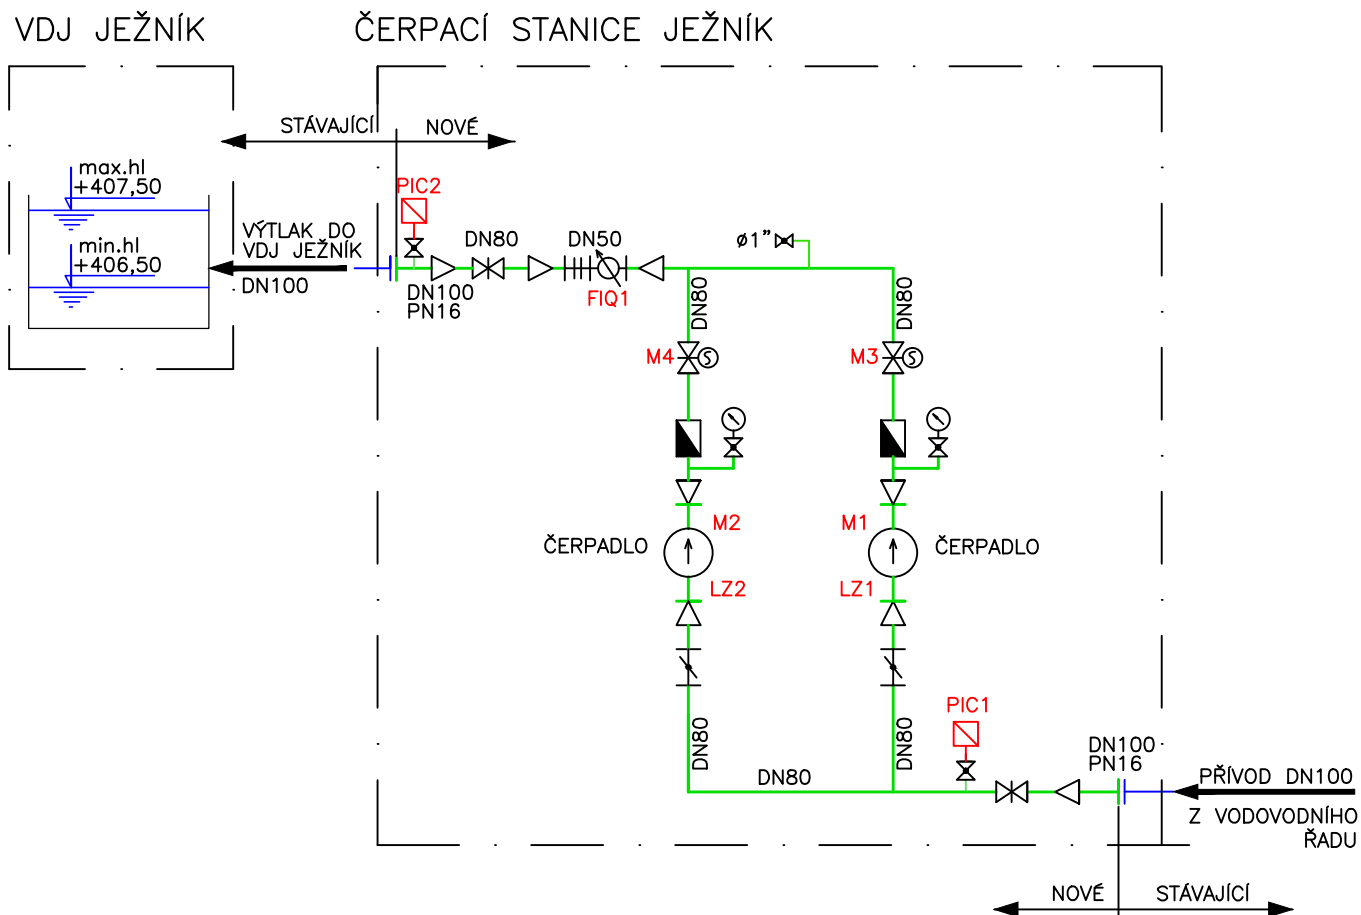 VDJ JEŽNÍK
ČERPACÍ STANICE JEŽNÍK
STÁVAJÍCÍ
NOVÉ
max.hl
+407,50
min.hl
+406,50
VÝTLAK DO
VDJ JEŽNÍK
DN100
PIC2
DN100
PN16
DN80
DN50
FIQ1
ø1"
DN80
DN80
M4
M3
M2
M1
ČERPADLO
ČERPADLO
LZ2
LZ1
DN80
DN80
DN80
PIC1
DN100
PN16
PŘÍVOD DN100
Z VODOVODNÍHO
ŘADU
NOVÉ
STÁVAJÍCÍ